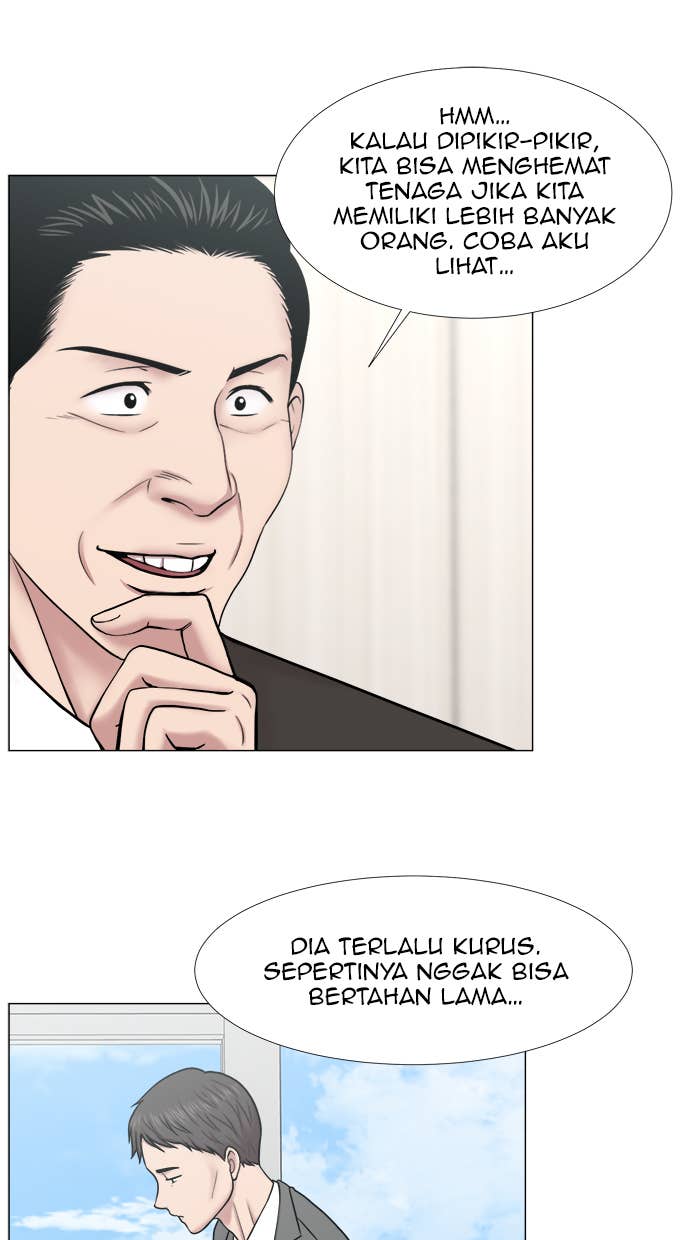 HMM...
KALAU DIPIKIR-PIKIR,
KITA BISA MENGHEMAT
TENAGA JIKA KITA
MEMILIKI LEBIH BANYAK
ORANG. COBA AKU
LIHAT...
DIA TERLALU KURUS.
SEPERTINYA NGGAK BISA
BERTAHAN LAMA...